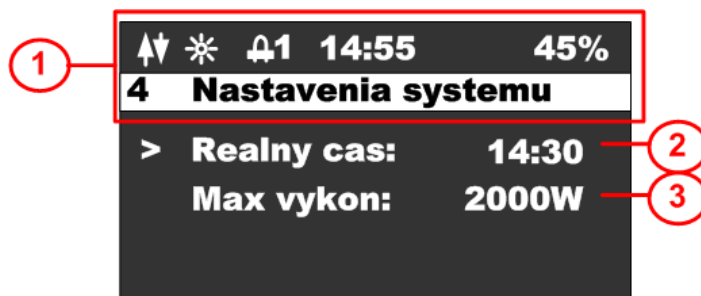 1 14:55 45%
4 Nastavenia systemu
> Realny cas: 14:30
Max vykon: 2000W
1
2
3